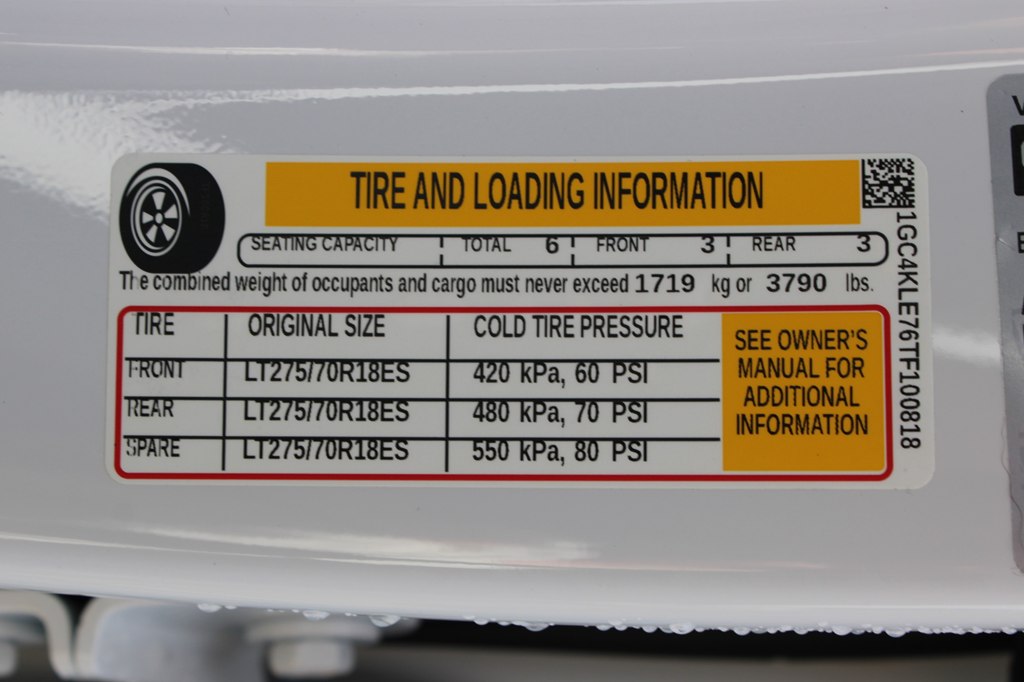 TIRE AND LOADING INFORMATION
SEATING CAPACITY TOTAL 6 FRONT 3 REAR 3
The combined weight of occupants and cargo must never exceed 1719 kg or 3790 lbs.
TIRE ORIGINAL SIZE COLD TIRE PRESSURE
FRONT LT275/70R18ES 420 kPa, 60 PSI
REAR LT275/70R18ES 480 kPa, 70 PSI
SPARE LT275/70R18ES 550 kPa, 80 PSI
SEE OWNER'S
MANUAL FOR
ADDITIONAL
INFORMATION
1GC4KLE76TF100818